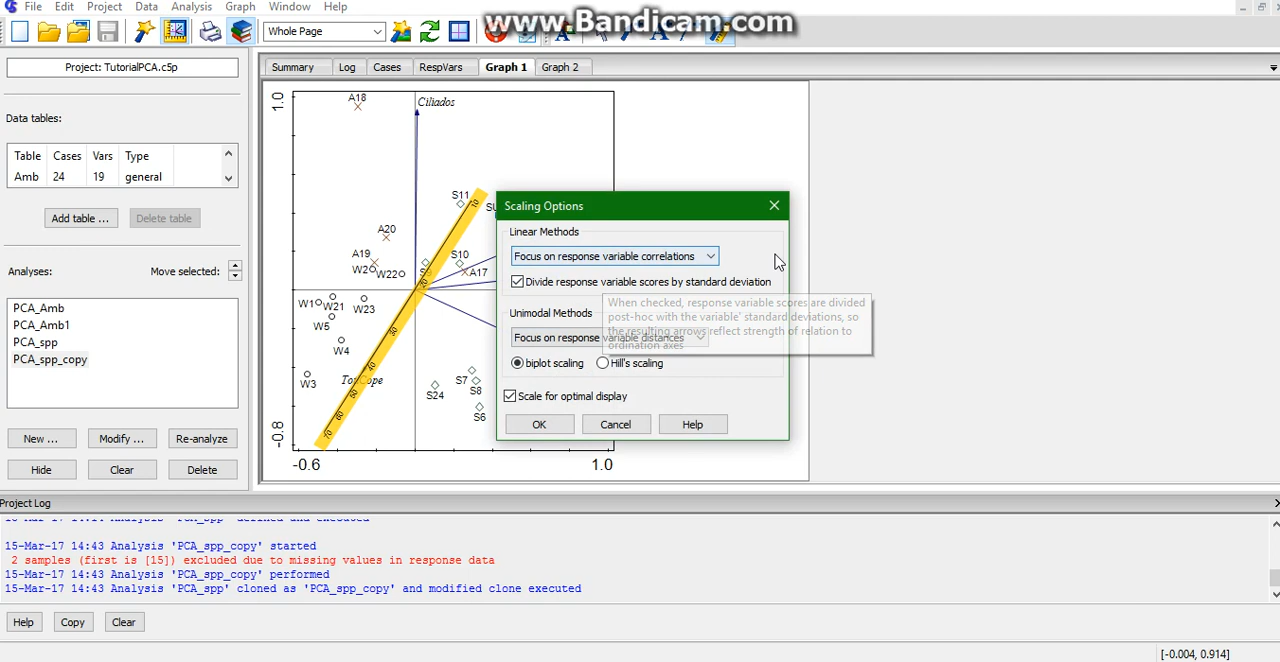 File Edit Project Data Analysis Graph Window Help
www.Bandicam.com
Whole Page
Project: TutorialPCA.c5p
Summary Log Cases RespVars Graph 1 Graph 2
Data tables:
Table Cases Vars Type
Amb 24 19 general
Add table ... Delete table
Analyses: Move selected:
PCA_Amb
PCA_Amb1
PCA_spp
PCA_spp_copy
New ... Modify ... Re-analyze
Hide Clear Delete
1.0
A18
Ciliados
S11
A20
A19
W2
W22
S10
A17
W1
W21
W23
W5
W4
W3
S7
S8
S24
S6
10
50
40
60
70
-0.8
-0.6
1.0
Scaling Options
Linear Methods
Focus on response variable correlations
Divide response variable scores by standard deviation
When checked, response variable scores are divided
post-hoc with the variable' standard deviations, so
the resulting arrows reflect strength of relation to
ordination axes
Unimodal Methods
Focus on response variable distances
biplot scaling Hill's scaling
Scale for optimal display
OK Cancel Help
Project Log
15-Mar-17 14:43 Analysis 'PCA_spp_copy' started
2 samples (first is [15]) excluded due to missing values in response data
15-Mar-17 14:43 Analysis 'PCA_spp_copy' performed
15-Mar-17 14:43 Analysis 'PCA_spp' cloned as 'PCA_spp_copy' and modified clone executed
Help Copy Clear
[-0.004, 0.914]